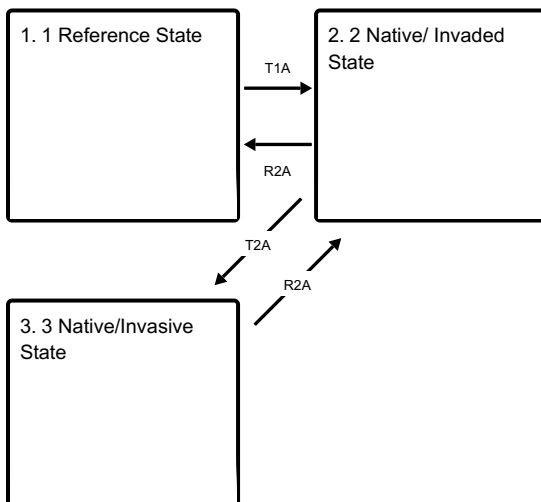 1. 1 Reference State
2. 2 Native/ Invaded
State
T1A
R2A
T2A
R2A
3. 3 Native/Invasive
State